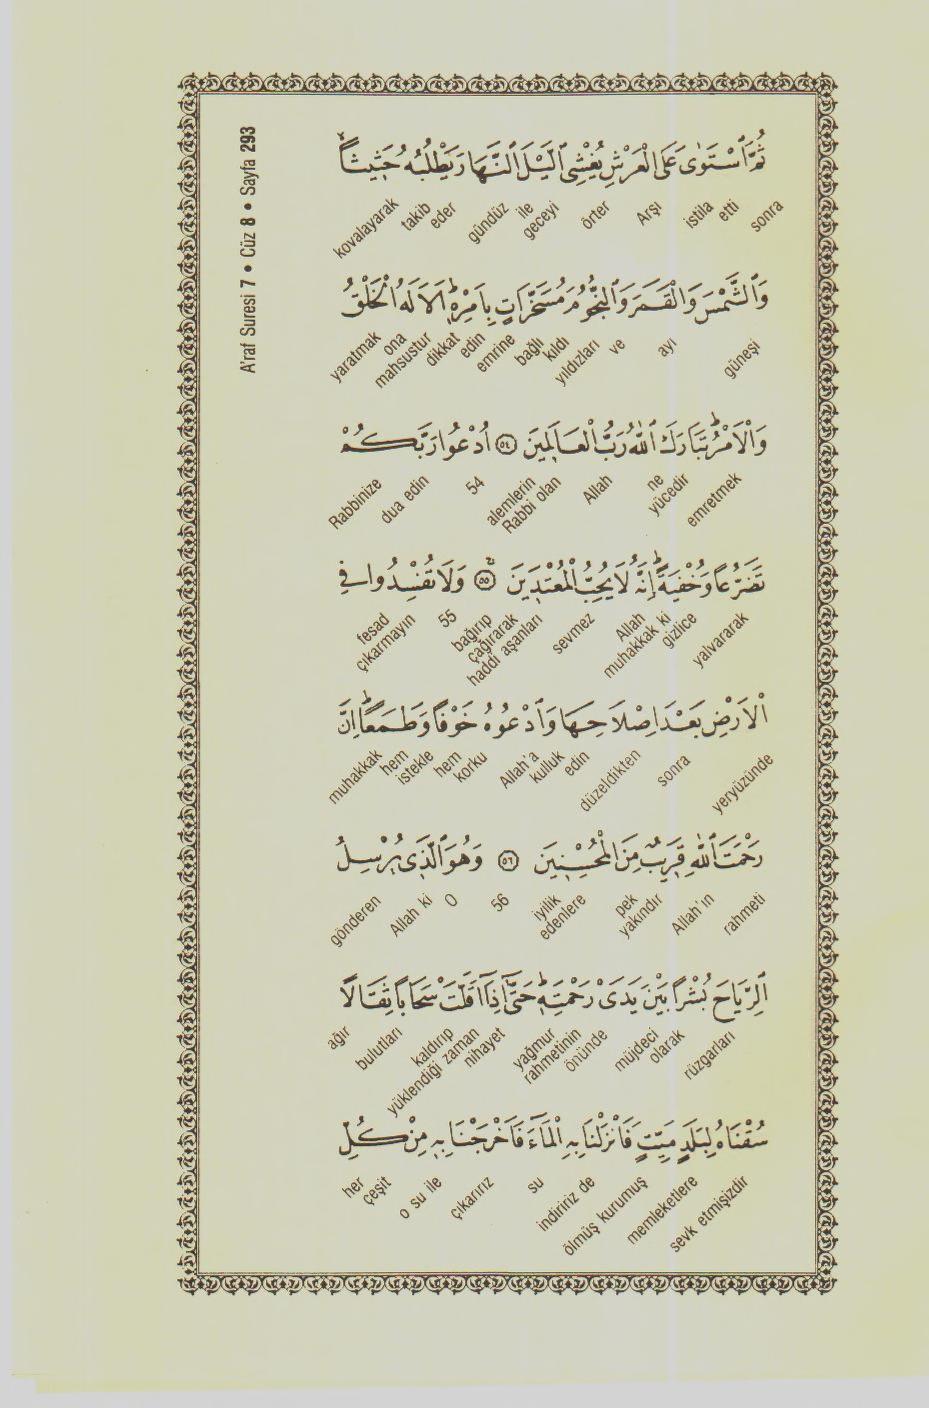 A'raf Suresi 7 • Cüz 8 • Sayfa 293
ثُمَّ اسْتَوٰى عَلَى الْعَرْشِ يُغْشِى الَّيْلَ النَّهَارَ يَطْلُبُهُ حَثٖيثاًۙ
sonra etti istila Arşı örter geceyi ile gündüz eder takib kovalayarak
وَالشَّمْسَ وَالْقَمَرَ وَالنُّجُومَ مُسَخَّرَاتٍ بِاَمْرِهٖؕ اَلَا لَهُ الْخَلْقُ
güneşi ayı ve yıldızları kıldı bağlı emrine edin dikkat mahsustur ona yaratmak
وَالْاَمْرُؕ تَبَارَكَ اللّٰهُ رَبُّ الْعَالَمٖينَ ٥٤ اُدْعُوا رَبَّكُمْ
emretmek ne yücedir Allah alemlerin Rabbi olan 54 dua edin Rabbinize
تَضَرُّعاً وَخُفْيَةًؕ اِنَّهُ لَا يُحِبُّ الْمُعْتَدٖينَ ٥٥ وَلَا تُفْسِدُوا فِى
yalvararak gizlice muhakkak ki Allah sevmez bağırıp çağırarak haddi aşanları 55 fesad çıkarmayın
الْاَرْضِ بَعْدَ اِصْلَاحِهَا وَادْعُوهُ خَوْفاً وَطَمَعاًؕ اِنَّ
yeryüzünde sonra düzeldikten Allah'a kulluk edin korku hem istekle hem muhakkak
رَحْمَتَ اللّٰهِ قَرٖيبٌ مِنَ الْمُحْسِنٖينَ ٥٦ وَهُوَ الَّذٖى يُرْسِلُ
rahmeti Allah'ın pek yakındır iyilik edenlere 56 O Allah ki gönderen
الرِّيَاحَ بُشْراً بَيْنَ يَدَىْ رَحْمَتِهٖؕ حَتّٰٓى اِذَٓا اَقَلَّتْ سَحَاباً ثِقَالاً
rüzgarları müjdeci olarak yağmur rahmetinin önünde nihayet kaldırıp yüklendiği zaman bulutları ağır
سُقْنَاهُ لِبَلَدٍ مَيِّتٍ فَاَنْزَلْنَا بِهِ الْمَٓاءَ فَاَخْرَجْنَا بِهٖ مِنْ كُلِّ
sevk etmişizdir memleketlere ölmüş kurumuş indiririz de su çıkarırız o su ile her çeşit